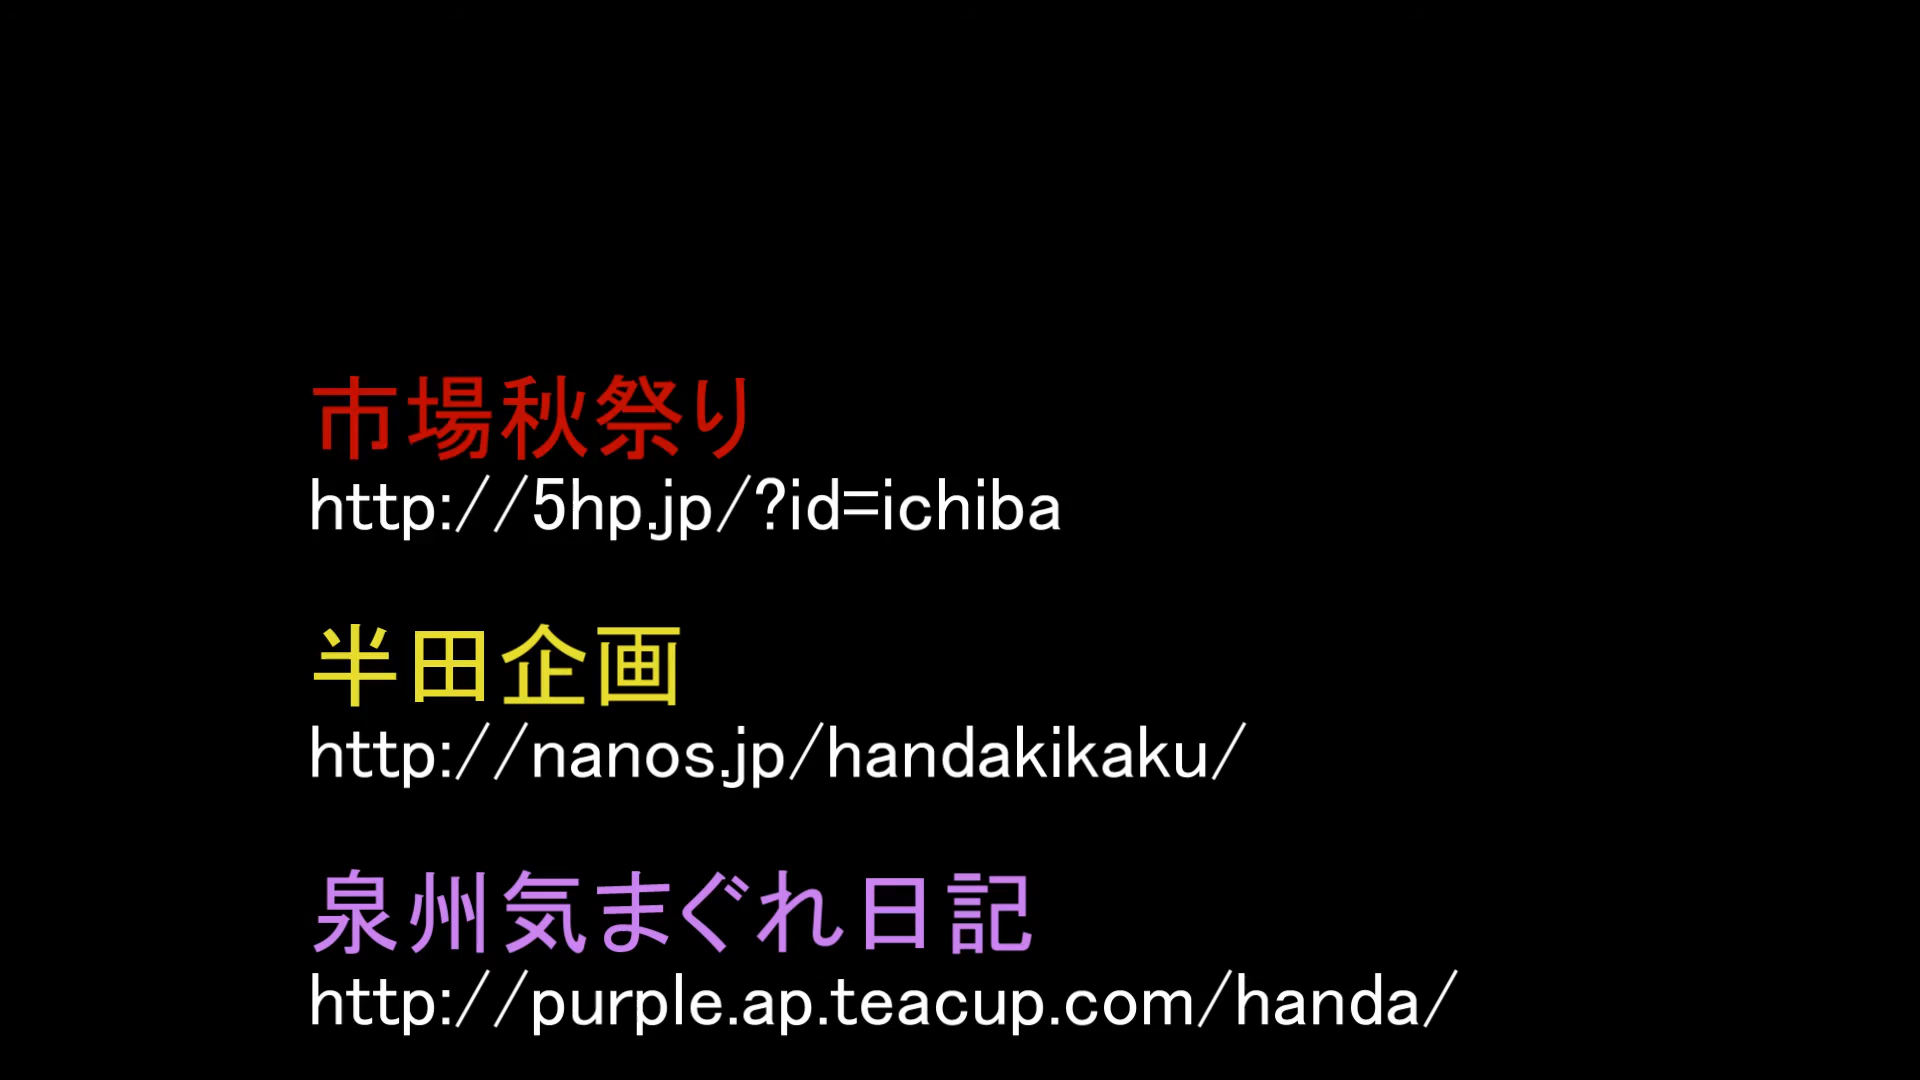 市場秋祭り
http://5hp.jp/?id=ichiba
半田企画
http://nanos.jp/handakikaku/
泉州気まぐれ日記
http://purple.ap.teacup.com/handa/